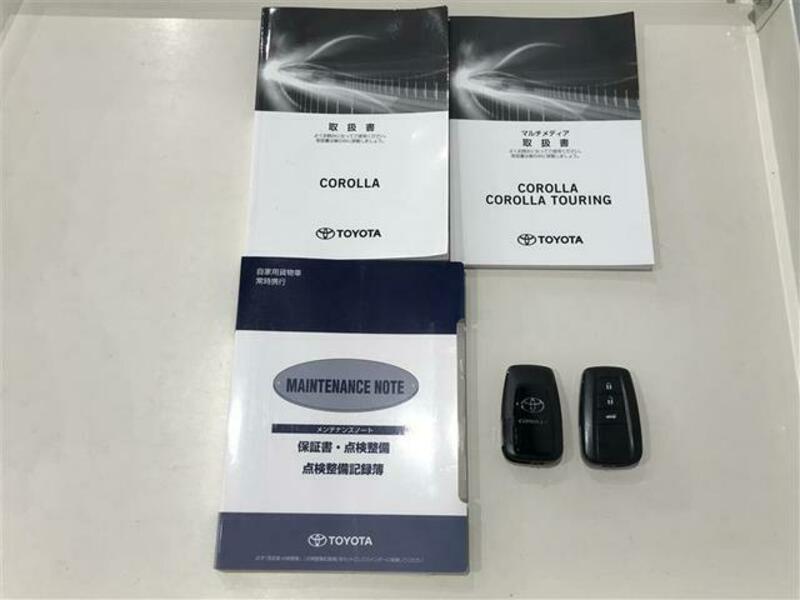 取扱書
COROLLA
TOYOTA
マルチメディア
取扱書
COROLLA
COROLLA TOURING
TOYOTA
自家用貨物車
常時携行
MAINTENANCE NOTE
メンテナンスノート
保証書・点検整備
点検整備記録簿
TOYOTA
COROLLA